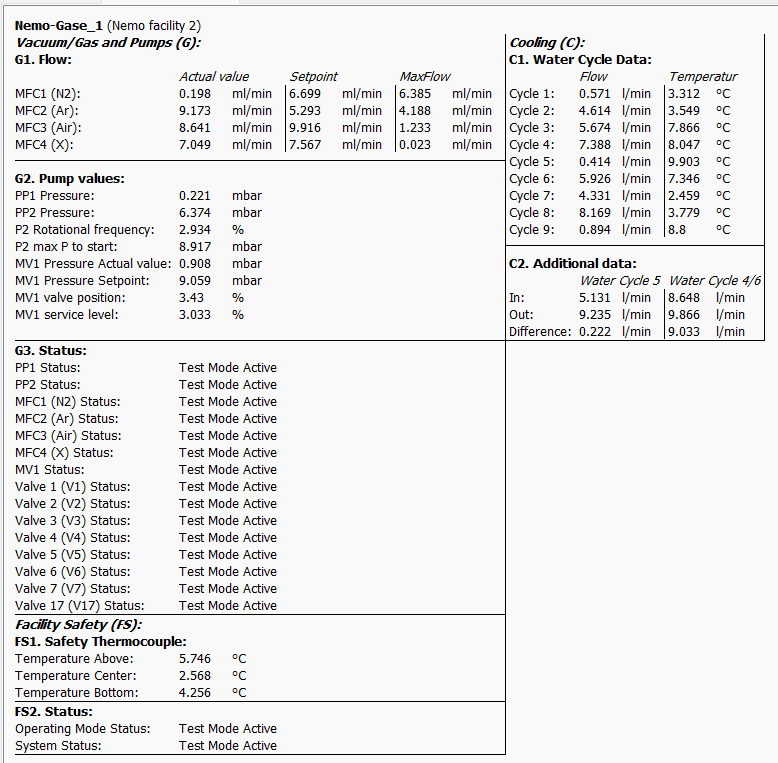 Nemo-Gase_1 (Nemo facility 2)
Vacuum/Gas and Pumps (G):
G1. Flow:
Actual value Setpoint MaxFlow
MFC1 (N2): 0.198 ml/min 6.699 ml/min 6.385 ml/min
MFC2 (Ar): 9.173 ml/min 5.293 ml/min 4.188 ml/min
MFC3 (Air): 8.641 ml/min 9.916 ml/min 1.233 ml/min
MFC4 (X): 7.049 ml/min 7.567 ml/min 0.023 ml/min
G2. Pump values:
PP1 Pressure: 0.221 mbar
PP2 Pressure: 6.374 mbar
P2 Rotational frequency: 2.934 %
P2 max P to start: 8.917 mbar
MV1 Pressure Actual value: 0.908 mbar
MV1 Pressure Setpoint: 9.059 mbar
MV1 valve position: 3.43 %
MV1 service level: 3.033 %
G3. Status:
PP1 Status: Test Mode Active
PP2 Status: Test Mode Active
MFC1 (N2) Status: Test Mode Active
MFC2 (Ar) Status: Test Mode Active
MFC3 (Air) Status: Test Mode Active
MFC4 (X) Status: Test Mode Active
MV1 Status: Test Mode Active
Valve 1 (V1) Status: Test Mode Active
Valve 2 (V2) Status: Test Mode Active
Valve 3 (V3) Status: Test Mode Active
Valve 4 (V4) Status: Test Mode Active
Valve 5 (V5) Status: Test Mode Active
Valve 6 (V6) Status: Test Mode Active
Valve 7 (V7) Status: Test Mode Active
Valve 17 (V17) Status: Test Mode Active
Facility Safety (FS):
FS1. Safety Thermocouple:
Temperature Above: 5.746 °C
Temperature Center: 2.568 °C
Temperature Bottom: 4.256 °C
FS2. Status:
Operating Mode Status: Test Mode Active
System Status: Test Mode Active
Cooling (C):
C1. Water Cycle Data:
Flow Temperatur
Cycle 1: 0.571 l/min 3.312 °C
Cycle 2: 4.614 l/min 3.549 °C
Cycle 3: 5.674 l/min 7.866 °C
Cycle 4: 7.388 l/min 8.047 °C
Cycle 5: 0.414 l/min 9.903 °C
Cycle 6: 5.926 l/min 7.346 °C
Cycle 7: 4.331 l/min 2.459 °C
Cycle 8: 8.169 l/min 3.779 °C
Cycle 9: 0.894 l/min 8.8 °C
C2. Additional data:
Water Cycle 5 Water Cycle 4/6
In: 5.131 l/min 8.648 l/min
Out: 9.235 l/min 9.866 l/min
Difference: 0.222 l/min 9.033 l/min